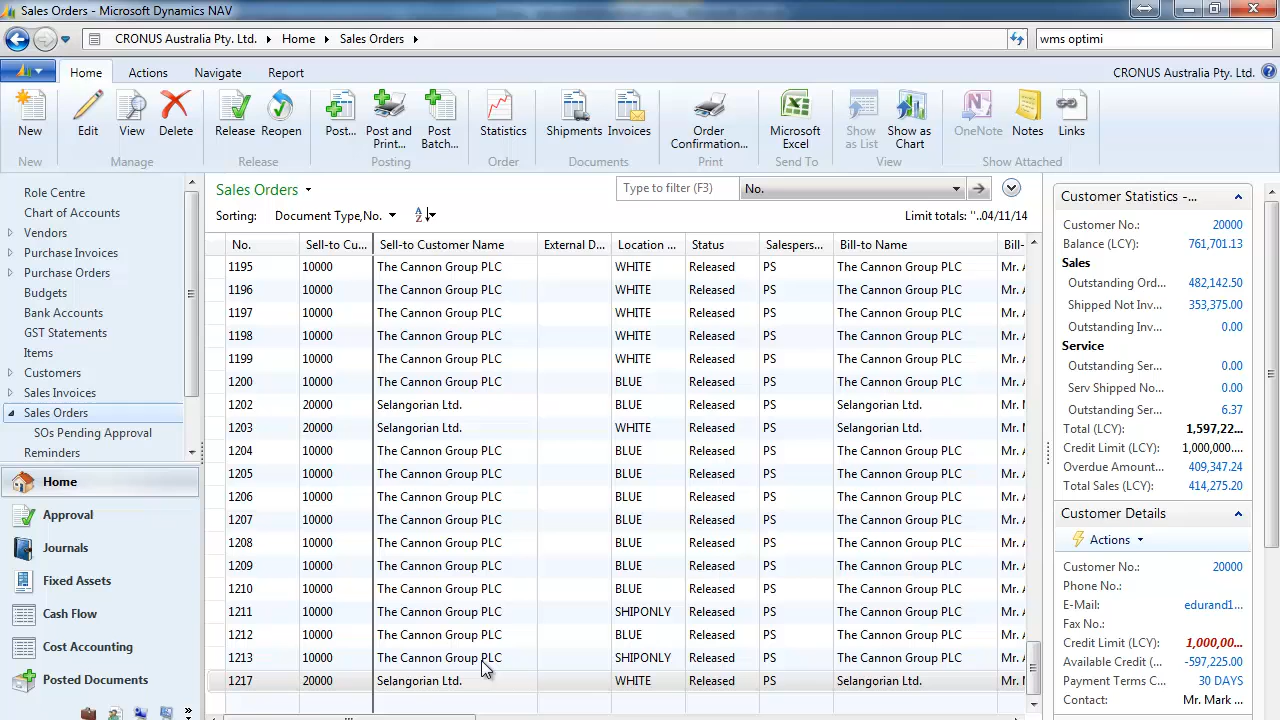 Sales Orders - Microsoft Dynamics NAV
CRONUS Australia Pty. Ltd. Home Sales Orders
wms optimi
Home Actions Navigate Report CRONUS Australia Pty. Ltd.
New Edit View Delete Release Reopen Post... Post and Print... Post Batch... Statistics Shipments Invoices Order Confirmation... Microsoft Excel Show as List Show as Chart OneNote Notes Links
New Manage Release Posting Order Documents Print Send To View Show Attached
Role Centre
Chart of Accounts
Vendors
Purchase Invoices
Purchase Orders
Budgets
Bank Accounts
GST Statements
Items
Customers
Sales Invoices
Sales Orders
SOs Pending Approval
Reminders
Home
Approval
Journals
Fixed Assets
Cash Flow
Cost Accounting
Posted Documents
Sales Orders
Type to filter (F3) No.
Sorting: Document Type,No. Limit totals: ''..04/11/14
No. Sell-to Cu... Sell-to Customer Name External D... Location ... Status Salespers... Bill-to Name Bill-
1195 10000 The Cannon Group PLC WHITE Released PS The Cannon Group PLC Mr. A
1196 10000 The Cannon Group PLC WHITE Released PS The Cannon Group PLC Mr. A
1197 10000 The Cannon Group PLC WHITE Released PS The Cannon Group PLC Mr. A
1198 10000 The Cannon Group PLC WHITE Released PS The Cannon Group PLC Mr. A
1199 10000 The Cannon Group PLC WHITE Released PS The Cannon Group PLC Mr. A
1200 10000 The Cannon Group PLC BLUE Released PS The Cannon Group PLC Mr. A
1202 20000 Selangorian Ltd. BLUE Released PS Selangorian Ltd. Mr. M
1203 20000 Selangorian Ltd. WHITE Released PS Selangorian Ltd. Mr. M
1204 10000 The Cannon Group PLC BLUE Released PS The Cannon Group PLC Mr. A
1205 10000 The Cannon Group PLC BLUE Released PS The Cannon Group PLC Mr. A
1206 10000 The Cannon Group PLC BLUE Released PS The Cannon Group PLC Mr. A
1207 10000 The Cannon Group PLC BLUE Released PS The Cannon Group PLC Mr. A
1208 10000 The Cannon Group PLC BLUE Released PS The Cannon Group PLC Mr. A
1209 10000 The Cannon Group PLC BLUE Released PS The Cannon Group PLC Mr. A
1210 10000 The Cannon Group PLC BLUE Released PS The Cannon Group PLC Mr. A
1211 10000 The Cannon Group PLC SHIPONLY Released PS The Cannon Group PLC Mr. A
1212 10000 The Cannon Group PLC BLUE Released PS The Cannon Group PLC Mr. A
1213 10000 The Cannon Group PLC SHIPONLY Released PS The Cannon Group PLC Mr. A
1217 20000 Selangorian Ltd. WHITE Released PS Selangorian Ltd. Mr. M
Customer Statistics -...
Customer No.: 20000
Balance (LCY): 761,701.13
Sales
Outstanding Ord... 482,142.50
Shipped Not Inv... 353,375.00
Outstanding Inv... 0.00
Service
Outstanding Ser... 0.00
Serv Shipped No... 0.00
Outstanding Ser... 6.37
Total (LCY): 1,597,22...
Credit Limit (LCY): 1,000,000...
Overdue Amount... 409,347.24
Total Sales (LCY): 414,275.20
Customer Details
Actions
Customer No.: 20000
Phone No.:
E-Mail: edurand1...
Fax No.:
Credit Limit (LCY): 1,000,00...
Available Credit (... -597,225.00
Payment Terms C... 30 DAYS
Contact: Mr. Mark ...